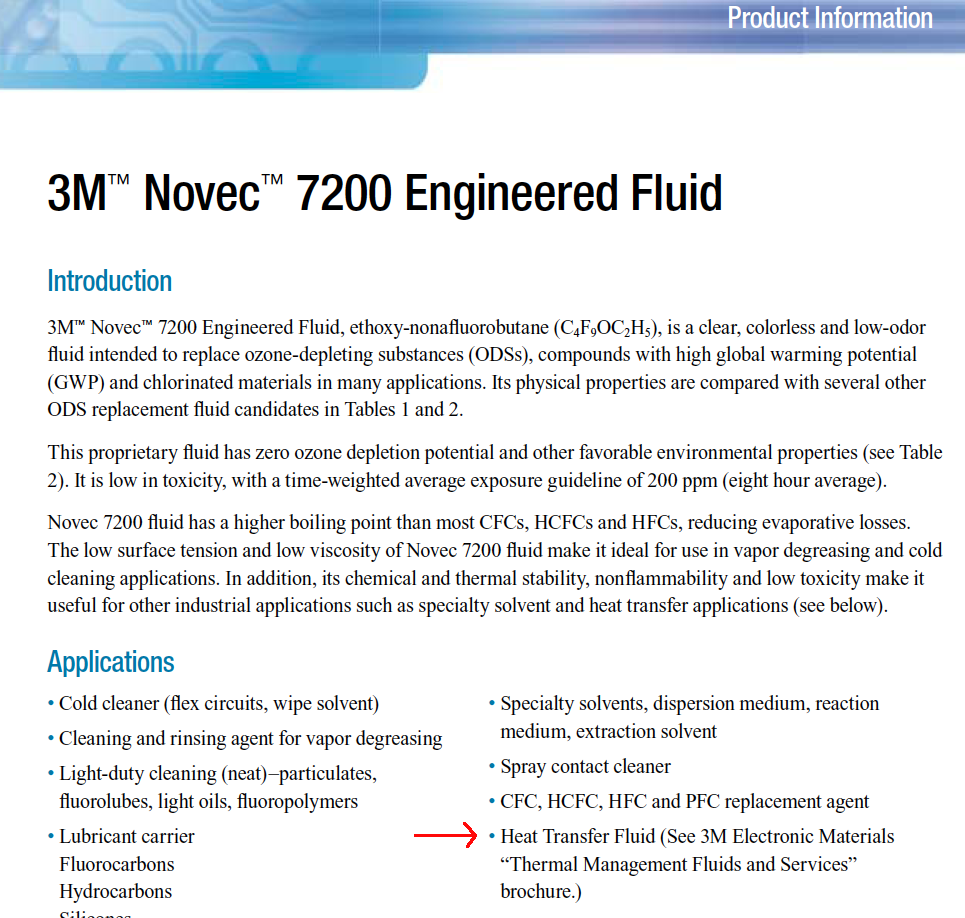 Product Information
3M™ Novec™ 7200 Engineered Fluid
Introduction
3M™ Novec™ 7200 Engineered Fluid, ethoxy-nonafluorobutane (C₄F₉OC₂H₅), is a clear, colorless and low-odor
fluid intended to replace ozone-depleting substances (ODSs), compounds with high global warming potential
(GWP) and chlorinated materials in many applications. Its physical properties are compared with several other
ODS replacement fluid candidates in Tables 1 and 2.
This proprietary fluid has zero ozone depletion potential and other favorable environmental properties (see Table
2). It is low in toxicity, with a time-weighted average exposure guideline of 200 ppm (eight hour average).
Novec 7200 fluid has a higher boiling point than most CFCs, HCFCs and HFCs, reducing evaporative losses.
The low surface tension and low viscosity of Novec 7200 fluid make it ideal for use in vapor degreasing and cold
cleaning applications. In addition, its chemical and thermal stability, nonflammability and low toxicity make it
useful for other industrial applications such as specialty solvent and heat transfer applications (see below).
Applications
• Cold cleaner (flex circuits, wipe solvent)
• Cleaning and rinsing agent for vapor degreasing
• Light-duty cleaning (neat)–particulates,
fluorolubes, light oils, fluoropolymers
• Lubricant carrier
Fluorocarbons
Hydrocarbons
Silicones
• Specialty solvents, dispersion medium, reaction
medium, extraction solvent
• Spray contact cleaner
• CFC, HCFC, HFC and PFC replacement agent
• Heat Transfer Fluid (See 3M Electronic Materials
“Thermal Management Fluids and Services”
brochure.)